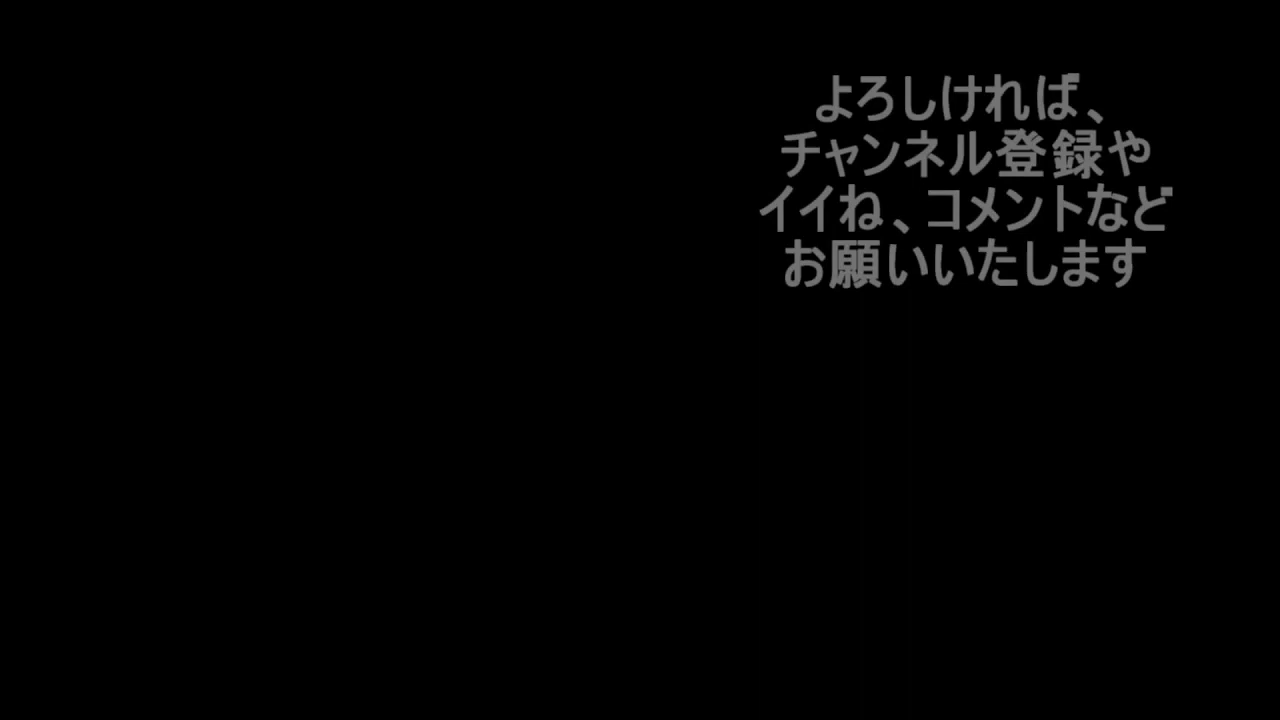 よろしければ、
チャンネル登録や
イイね、コメントなど
お願いいたします